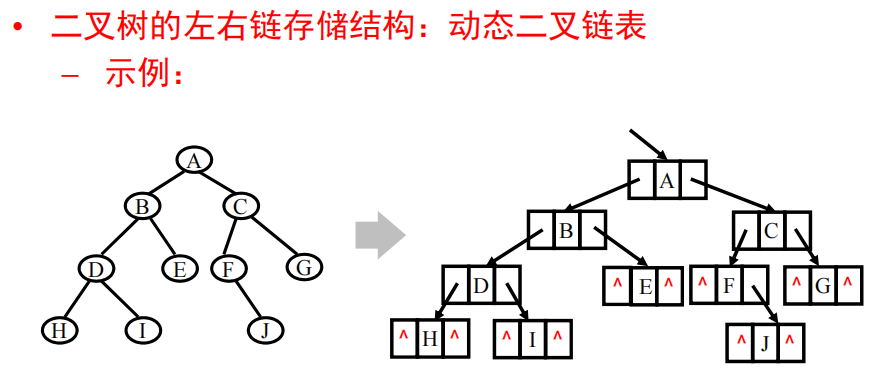 • 二叉树的左右链存储结构：动态二叉链表
– 示例：
A
B C
D E F G
H I J
A
B C
D ^ E ^ ^ F ^ G ^
^ H ^ ^ I ^ ^ J ^